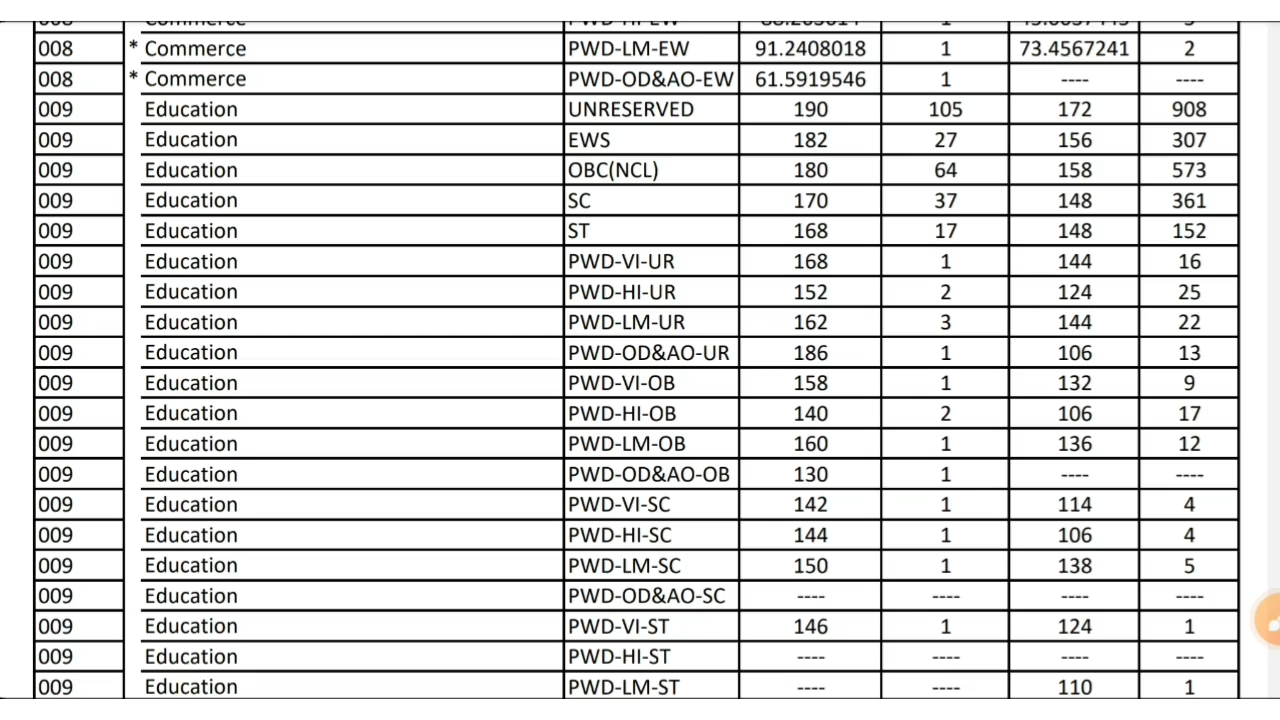 008 * Commerce PWD-LM-EW 91.2408018 1 73.4567241 2
008 * Commerce PWD-OD&AO-EW 61.5919546 1 ---- ----
009 Education UNRESERVED 190 105 172 908
009 Education EWS 182 27 156 307
009 Education OBC(NCL) 180 64 158 573
009 Education SC 170 37 148 361
009 Education ST 168 17 148 152
009 Education PWD-VI-UR 168 1 144 16
009 Education PWD-HI-UR 152 2 124 25
009 Education PWD-LM-UR 162 3 144 22
009 Education PWD-OD&AO-UR 186 1 106 13
009 Education PWD-VI-OB 158 1 132 9
009 Education PWD-HI-OB 140 2 106 17
009 Education PWD-LM-OB 160 1 136 12
009 Education PWD-OD&AO-OB 130 1 ---- ----
009 Education PWD-VI-SC 142 1 114 4
009 Education PWD-HI-SC 144 1 106 4
009 Education PWD-LM-SC 150 1 138 5
009 Education PWD-OD&AO-SC ---- ---- ---- ----
009 Education PWD-VI-ST 146 1 124 1
009 Education PWD-HI-ST ---- ---- ---- ----
009 Education PWD-LM-ST ---- ---- 110 1